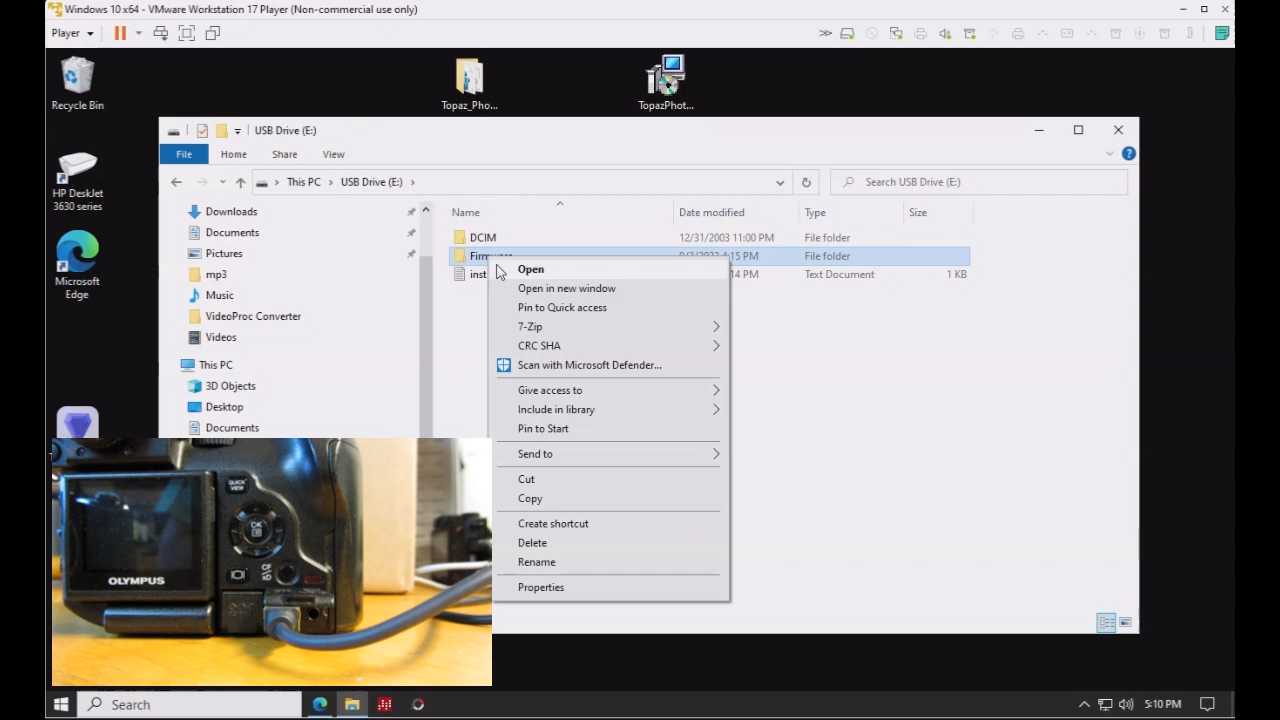 Windows 10 x64 - VMware Workstation 17 Player (Non-commercial use only)
Player
Recycle Bin
Topaz_Pho...
TopazPhot...
HP DeskJet
3630 series
Microsoft
Edge
USB Drive (E:)
File Home Share View
This PC > USB Drive (E:) >
Search USB Drive (E:)
Downloads
Documents
Pictures
mp3
Music
VideoProc Converter
Videos
This PC
3D Objects
Desktop
Documents
Name Date modified Type Size
DCIM 12/31/2003 11:00 PM File folder
File folder
Text Document 1 KB
Open
Open in new window
Pin to Quick access
7-Zip
CRC SHA
Scan with Microsoft Defender...
Give access to
Include in library
Pin to Start
Send to
Cut
Copy
Create shortcut
Delete
Rename
Properties
QUICK
VIEW
OK
CF
xD
OLYMPUS
Search
5:10 PM